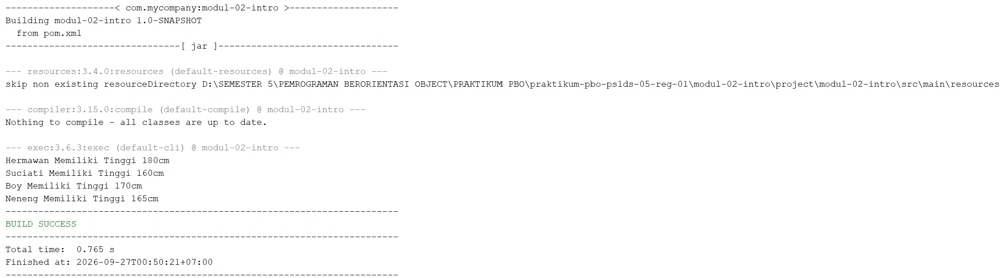 --------------------< com.mycompany:modul-02-intro >--------------------
Building modul-02-intro 1.0-SNAPSHOT
  from pom.xml
--------------------------------[ jar ]---------------------------------

--- resources:3.4.0:resources (default-resources) @ modul-02-intro ---
skip non existing resourceDirectory D:\SEMESTER 5\PEMROGRAMAN BERORIENTASI OBJECT\PRAKTIKUM PBO\praktikum-pbo-ps1ds-05-reg-01\modul-02-intro\project\modul-02-intro\src\main\resources

--- compiler:3.15.0:compile (default-compile) @ modul-02-intro ---
Nothing to compile - all classes are up to date.

--- exec:3.6.3:exec (default-cli) @ modul-02-intro ---
Hermawan Memiliki Tinggi 180cm
Suciati Memiliki Tinggi 160cm
Boy Memiliki Tinggi 170cm
Neneng Memiliki Tinggi 165cm
------------------------------------------------------------------------
BUILD SUCCESS
------------------------------------------------------------------------
Total time:  0.765 s
Finished at: 2026-09-27T00:50:21+07:00
------------------------------------------------------------------------